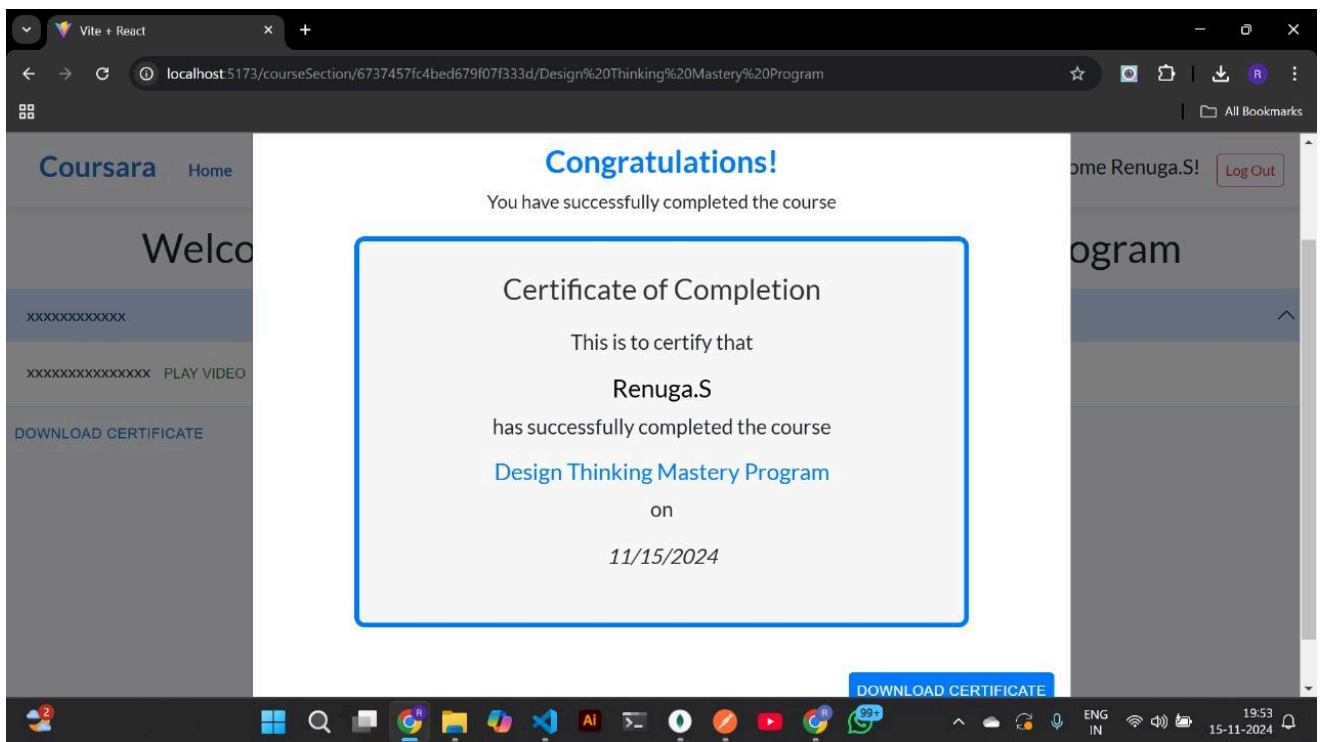 Vite + React
localhost:5173/courseSection/6737457fc4bed679f07f333d/Design%20Thinking%20Mastery%20Program
R
All Bookmarks
Coursara Home
ome Renuga.S! Log Out
Congratulations!
You have successfully completed the course
Welco
ogram
Certificate of Completion
xxxxxxxxxxxx
This is to certify that
xxxxxxxxxxxxxxx PLAY VIDEO
Renuga.S
has successfully completed the course
DOWNLOAD CERTIFICATE
Design Thinking Mastery Program
on
11/15/2024
DOWNLOAD CERTIFICATE
2
R
Ai
R
99+
ENG
IN
19:53
15-11-2024